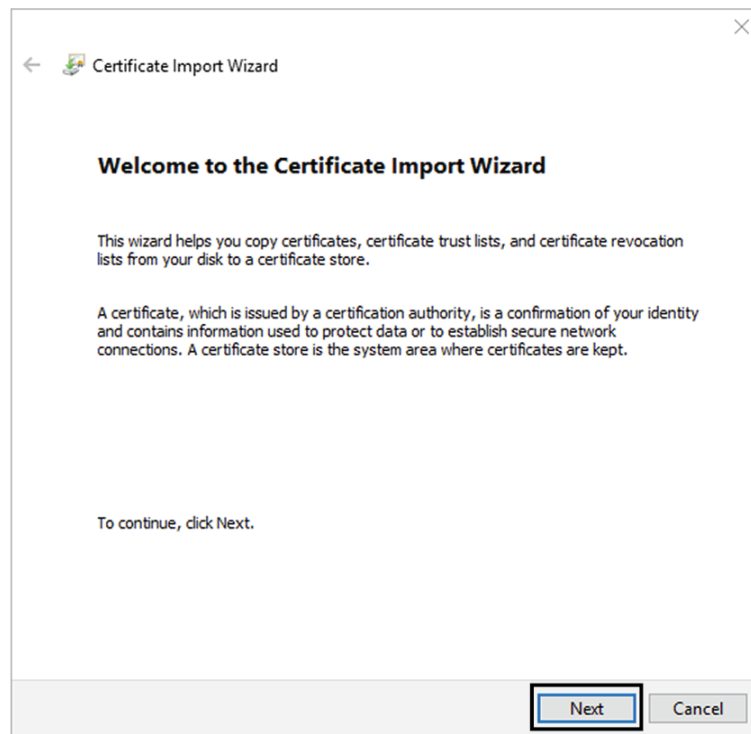 Certificate Import Wizard
Welcome to the Certificate Import Wizard
This wizard helps you copy certificates, certificate trust lists, and certificate revocation
lists from your disk to a certificate store.
A certificate, which is issued by a certification authority, is a confirmation of your identity
and contains information used to protect data or to establish secure network
connections. A certificate store is the system area where certificates are kept.
To continue, click Next.
Next Cancel